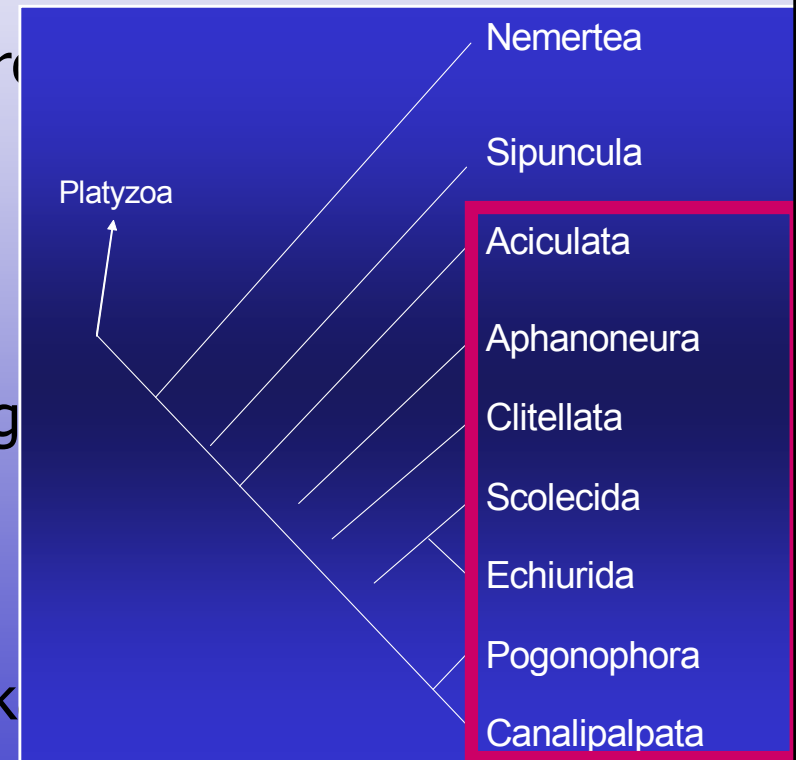 Nemertea
Sipuncula
Platyzoa
Aciculata
Aphanoneura
g
Clitellata
Scolecida
Echiurida
Pogonophora
k
Canalipalpata